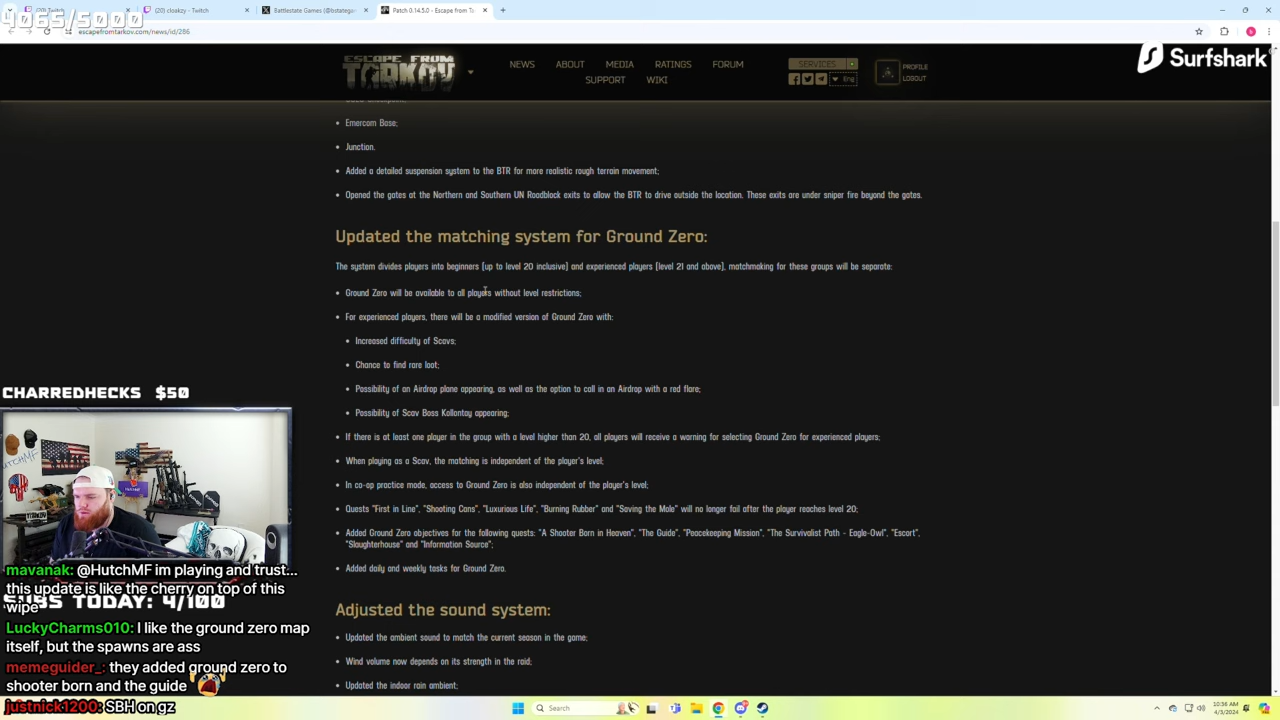 (20) Twitch
(20) cloakzy - Twitch
Battlestate Games (@bstatega
Patch 0.14.5.0 - Escape from Ta
4065/5000
escapefromtarkov.com/news/id/286
Surfshark
ESCAPE FROM
TARKOV
NEWS
ABOUT
MEDIA
RATINGS
FORUM
SUPPORT
WIKI
SERVICES
Eng
PROFILE
LOGOUT
• Emercom Base;
• Junction.
• Added a detailed suspension system to the BTR for more realistic rough terrain movement;
• Opened the gates at the Northern and Southern UN Roadblock exits to allow the BTR to drive outside the location. These exits are under sniper fire beyond the gates.
Updated the matching system for Ground Zero:
The system divides players into beginners [up to level 20 inclusive] and experienced players [level 21 and above], matchmaking for these groups will be separate:
• Ground Zero will be available to all players without level restrictions;
• For experienced players, there will be a modified version of Ground Zero with:
• Increased difficulty of Scavs;
• Chance to find rare loot;
• Possibility of an Airdrop plane appearing, as well as the option to call in an Airdrop with a red flare;
• Possibility of Scav Boss Kollontay appearing;
• If there is at least one player in the group with a level higher than 20, all players will receive a warning for selecting Ground Zero for experienced players;
• When playing as a Scav, the matching is independent of the player's level;
• In co-op practice mode, access to Ground Zero is also independent of the player's level;
• Quests "First in Line", "Shooting Cans", "Luxurious Life", "Burning Rubber" and "Saving the Mole" will no longer fail after the player reaches level 20;
• Added Ground Zero objectives for the following quests: "A Shooter Born in Heaven", "The Guide", "Peacekeeping Mission", "The Survivalist Path - Eagle-Owl", "Escort",
"Slaughterhouse" and "Information Source";
• Added daily and weekly tasks for Ground Zero.
Adjusted the sound system:
• Updated the ambient sound to match the current season in the game;
• Wind volume now depends on its strength in the raid;
• Updated the indoor rain ambient;
CHARREDHECKS $50
mavanak: @HutchMF im playing and trust...
this update is like the cherry on top of this
wipe
SUBS TODAY: 4/100
LuckyCharms010: I like the ground zero map
itself, but the spawns are ass
memeguider_: they added ground zero to
shooter born and the guide
justnick1200: SBH on gz
Search
10:36 AM
4/3/2024